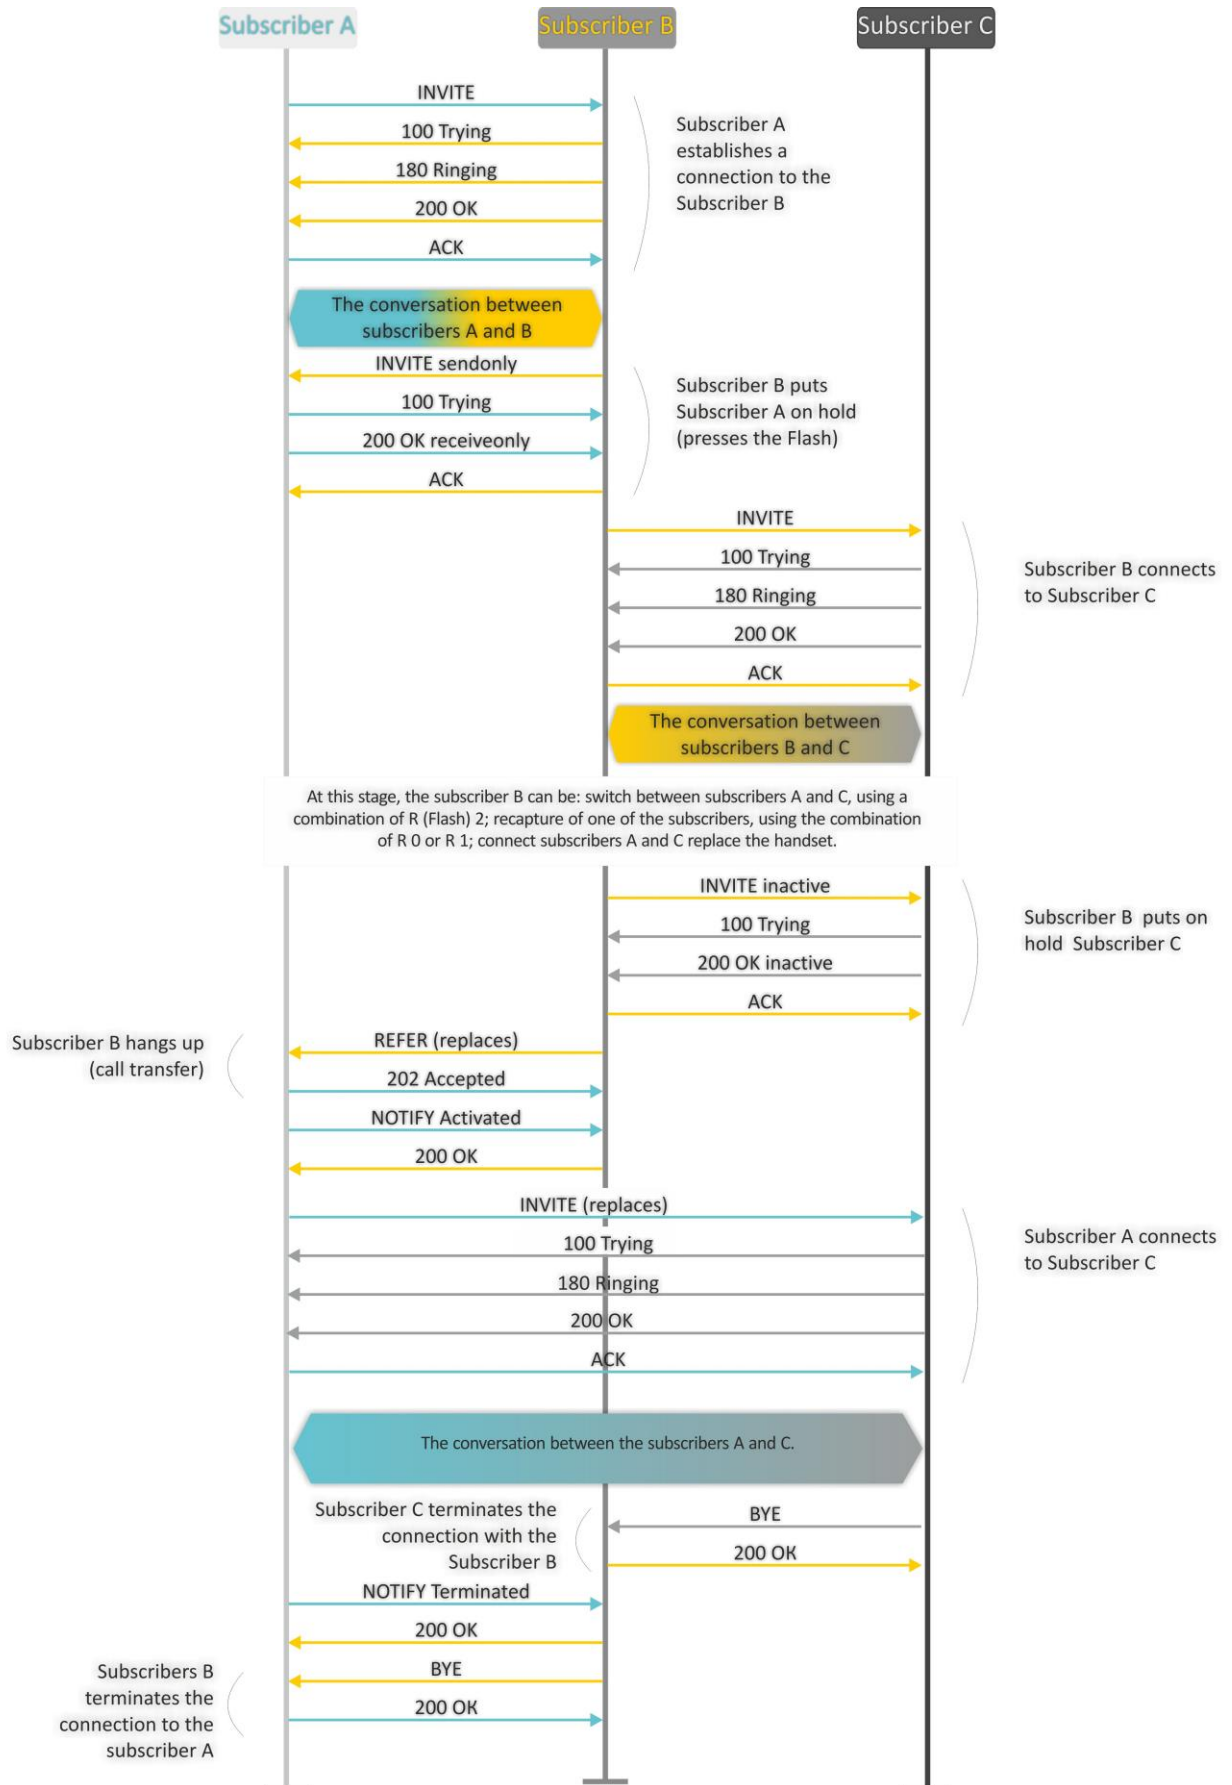 Subscriber A
Subscriber B
Subscriber C
INVITE
100 Trying
180 Ringing
200 OK
ACK
Subscriber A
establishes a
connection to the
Subscriber B
The conversation between
subscribers A and B
INVITE sendonly
100 Trying
200 OK receiveonly
ACK
Subscriber B puts
Subscriber A on hold
(presses the Flash)
INVITE
100 Trying
180 Ringing
200 OK
ACK
Subscriber B connects
to Subscriber C
The conversation between
subscribers B and C
At this stage, the subscriber B can be: switch between subscribers A and C, using a
combination of R (Flash) 2; recapture of one of the subscribers, using the combination
of R 0 or R 1; connect subscribers A and C replace the handset.
INVITE inactive
100 Trying
200 OK inactive
ACK
Subscriber B puts on
hold Subscriber C
Subscriber B hangs up
(call transfer)
REFER (replaces)
202 Accepted
NOTIFY Activated
200 OK
INVITE (replaces)
100 Trying
180 Ringing
200 OK
ACK
Subscriber A connects
to Subscriber C
The conversation between the subscribers A and C.
Subscriber C terminates the
connection with the
Subscriber B
BYE
200 OK
NOTIFY Terminated
200 OK
BYE
200 OK
Subscribers B
terminates the
connection to the
subscriber A